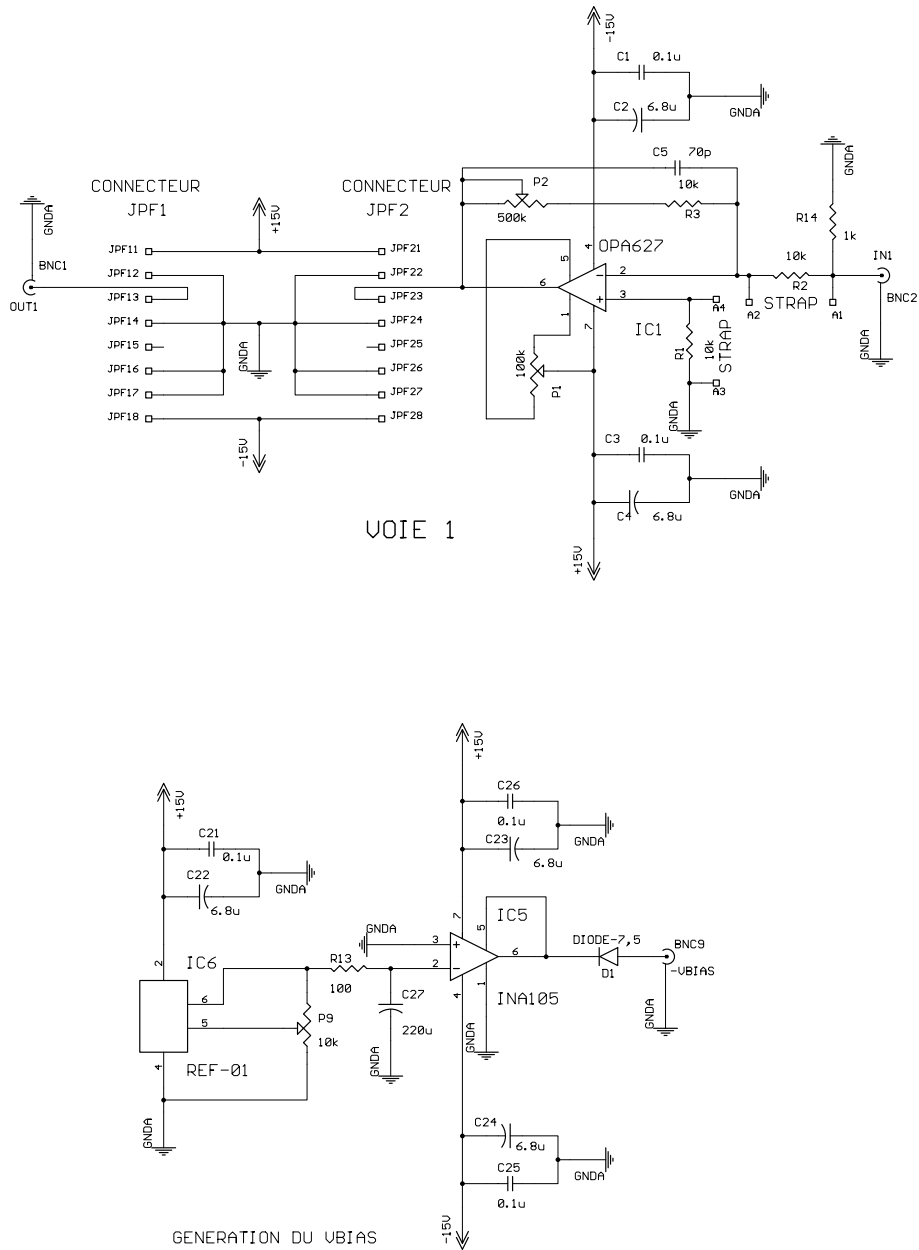 -15V
C1
0.1u
C2
6.8u
GNDA
C5
70p
GNDA
CONNECTEUR
JPF1
CONNECTEUR
JPF2
P2
10k
500k
R3
R14
1k
GNDA
+15V
JPF11
JPF21
OPA627
BNC1
JPF12
JPF22
5
4
2
10k
R2
IN1
OUT1
JPF13
JPF23
6
3
A4
STRAP
A2
A1
BNC2
JPF14
JPF24
1
7
IC1
JPF15
GNDA
JPF25
100k
R1
10k
STRAP
GNDA
JPF16
JPF26
P1
JPF17
JPF27
A3
JPF18
JPF28
GNDA
-15V
C3
0.1u
GNDA
C4
6.8u
VOIE 1
+15V
+15V
+15V
C26
0.1u
GNDA
C23
6.8u
C21
0.1u
C22
GNDA
6.8u
GNDA
7
5
IC5
3
2
IC6
R13
2
6
DIODE-7,5
BNC9
D1
-VBIAS
6
100
C27
4
1
INA105
5
P9
10k
220u
GNDA
GNDA
GNDA
4
REF-01
GNDA
C24
6.8u
GNDA
C25
0.1u
GENERATION DU VBIAS
-15V